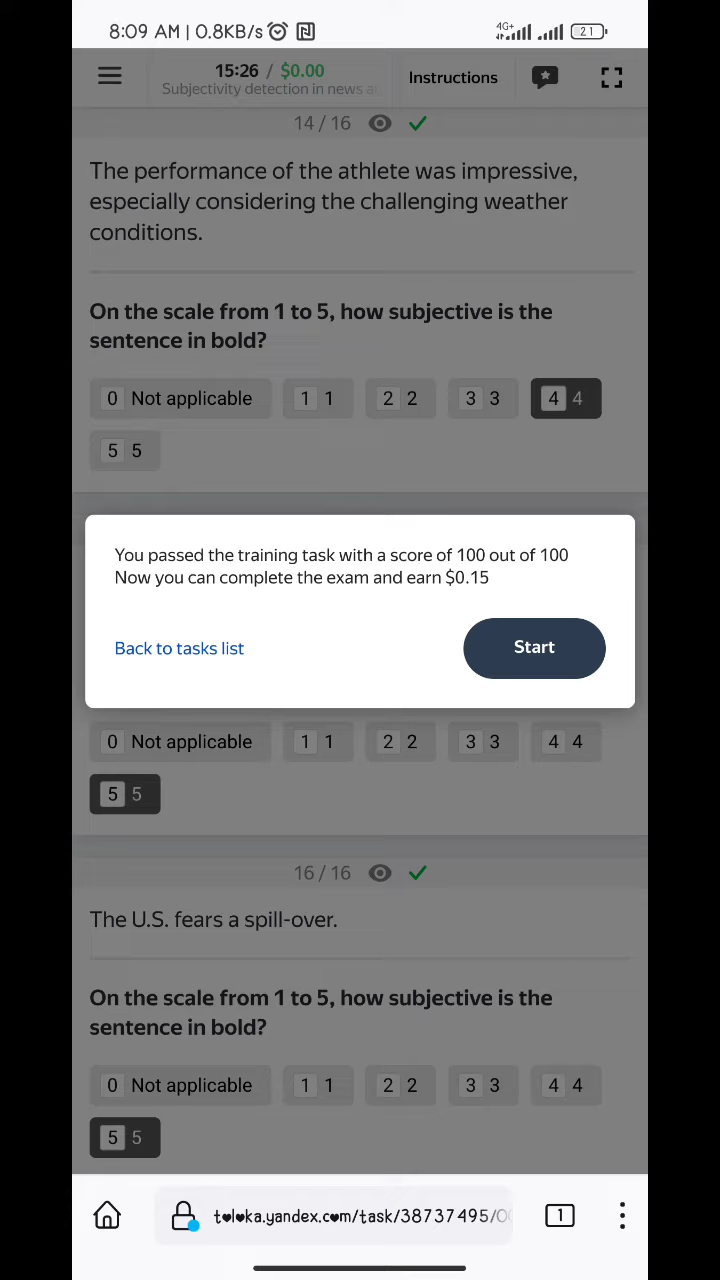 8:09 AM | 0.8KB/s
4G+
21
15:26 / $0.00
Subjectivity detection in news a
Instructions
14 / 16
The performance of the athlete was impressive,
especially considering the challenging weather
conditions.
On the scale from 1 to 5, how subjective is the
sentence in bold?
0 Not applicable 1 1 2 2 3 3 4 4
5 5
You passed the training task with a score of 100 out of 100
Now you can complete the exam and earn $0.15
Back to tasks list
Start
0 Not applicable 1 1 2 2 3 3 4 4
5 5
16 / 16
The U.S. fears a spill-over.
On the scale from 1 to 5, how subjective is the
sentence in bold?
0 Not applicable 1 1 2 2 3 3 4 4
5 5
t♥l♥ka.yandex.c♥m/task/38737495/0
1